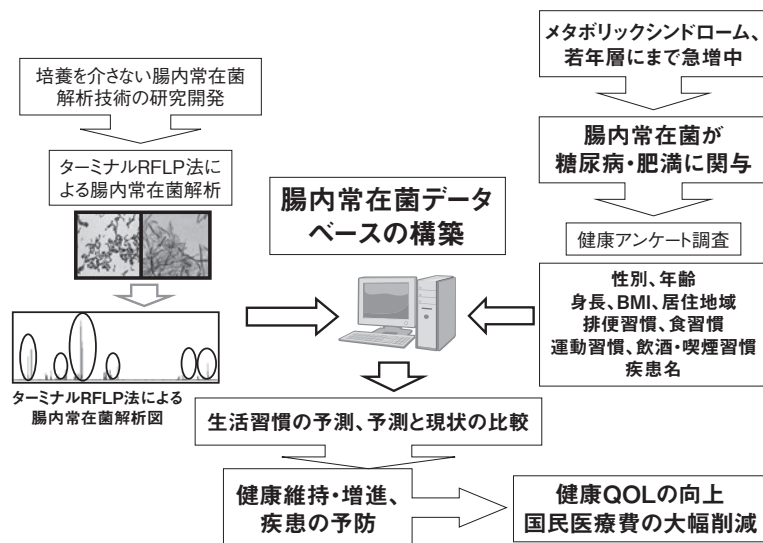 培養を介さない腸内常在菌
解析技術の研究開発
ターミナルRFLP法に
よる腸内常在菌解析
ターミナルRFLP法による
腸内常在菌解析図
腸内常在菌データ
ベースの構築
メタボリックシンドローム、
若年層にまで急増中
腸内常在菌が
糖尿病・肥満に関与
健康アンケート調査
性別、年齢
身長、BMI、居住地域
排便習慣、食習慣
運動習慣、飲酒・喫煙習慣
疾患名
生活習慣の予測、予測と現状の比較
健康維持・増進、
疾患の予防
健康QOLの向上
国民医療費の大幅削減